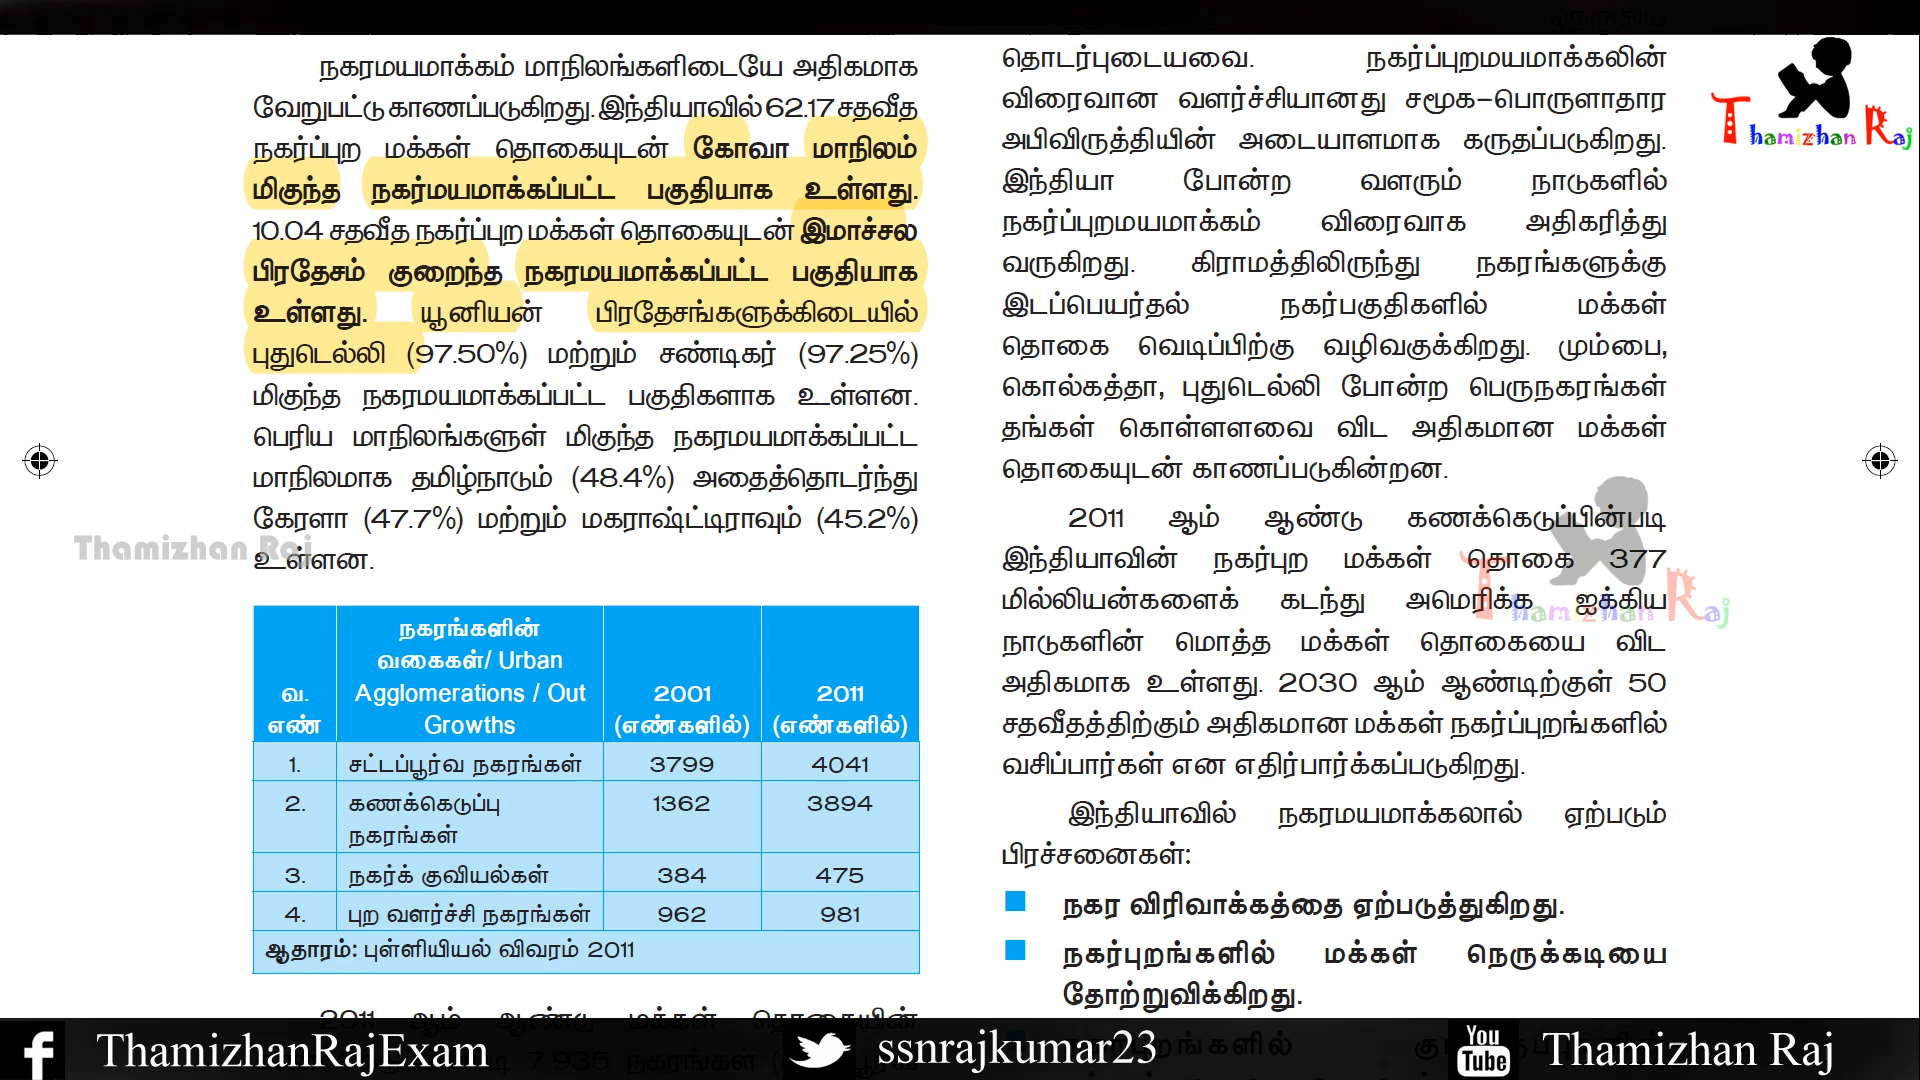 நகரமயமாக்கம் மாநிலங்களிடையே அதிகமாக
வேறுபட்டு காணப்படுகிறது. இந்தியாவில் 62.17 சதவீத
நகர்ப்புற மக்கள் தொகையுடன் கோவா மாநிலம்
மிகுந்த நகர்மயமாக்கப்பட்ட பகுதியாக உள்ளது.
10.04 சதவீத நகர்ப்புற மக்கள் தொகையுடன் இமாச்சல
பிரதேசம் குறைந்த நகரமயமாக்கப்பட்ட பகுதியாக
உள்ளது. யூனியன் பிரதேசங்களுக்கிடையில்
புதுடெல்லி (97.50%) மற்றும் சண்டிகர் (97.25%)
மிகுந்த நகரமயமாக்கப்பட்ட பகுதிகளாக உள்ளன.
பெரிய மாநிலங்களுள் மிகுந்த நகரமயமாக்கப்பட்ட
மாநிலமாக தமிழ்நாடும் (48.4%) அதைத்தொடர்ந்து
கேரளா (47.7%) மற்றும் மகராஷ்ட்டிராவும் (45.2%)
உள்ளன.
Thamizhan Raj
வ. எண் நகரங்களின் வகைகள்/ Urban Agglomerations / Out Growths 2001 (எண்களில்) 2011 (எண்களில்)
1. சட்டப்பூர்வ நகரங்கள் 3799 4041
2. கணக்கெடுப்பு நகரங்கள் 1362 3894
3. நகர்க் குவியல்கள் 384 475
4. புற வளர்ச்சி நகரங்கள் 962 981
ஆதாரம்: புள்ளியியல் விவரம் 2011
2011 ஆம் ஆண்டு மக்கள் தொகையின்
7,935 நகரங்கள்
தொடர்புடையவை. நகர்ப்புறமயமாக்கலின்
விரைவான வளர்ச்சியானது சமூக-பொருளாதார
அபிவிருத்தியின் அடையாளமாக கருதப்படுகிறது.
இந்தியா போன்ற வளரும் நாடுகளில்
நகர்ப்புறமயமாக்கம் விரைவாக அதிகரித்து
வருகிறது. கிராமத்திலிருந்து நகரங்களுக்கு
இடப்பெயர்தல் நகர்பகுதிகளில் மக்கள்
தொகை வெடிப்பிற்கு வழிவகுக்கிறது. மும்பை,
கொல்கத்தா, புதுடெல்லி போன்ற பெருநகரங்கள்
தங்கள் கொள்ளளவை விட அதிகமான மக்கள்
தொகையுடன் காணப்படுகின்றன.
2011 ஆம் ஆண்டு கணக்கெடுப்பின்படி
இந்தியாவின் நகர்புற மக்கள் தொகை 377
மில்லியன்களைக் கடந்து அமெரிக்க ஐக்கிய
நாடுகளின் மொத்த மக்கள் தொகையை விட
அதிகமாக உள்ளது. 2030 ஆம் ஆண்டிற்குள் 50
சதவீதத்திற்கும் அதிகமான மக்கள் நகர்ப்புறங்களில்
வசிப்பார்கள் என எதிர்பார்க்கப்படுகிறது.
இந்தியாவில் நகரமயமாக்கலால் ஏற்படும்
பிரச்சனைகள்:
நகர விரிவாக்கத்தை ஏற்படுத்துகிறது.
நகர்புறங்களில் மக்கள் நெருக்கடியை
தோற்றுவிக்கிறது.
Thamizhan Raj
Thamizhan Raj
ThamizhanRajExam
ssnrajkumar23
You Tube
Thamizhan Raj